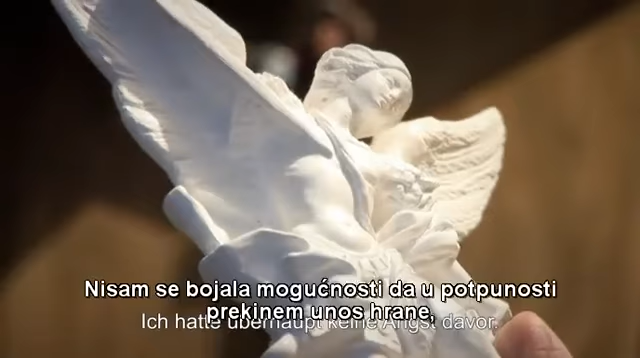 Nisam se bojala mogućnosti da u potpunosti
prekinem unos hrane,
Ich hatte überhaupt keine Angst davor.